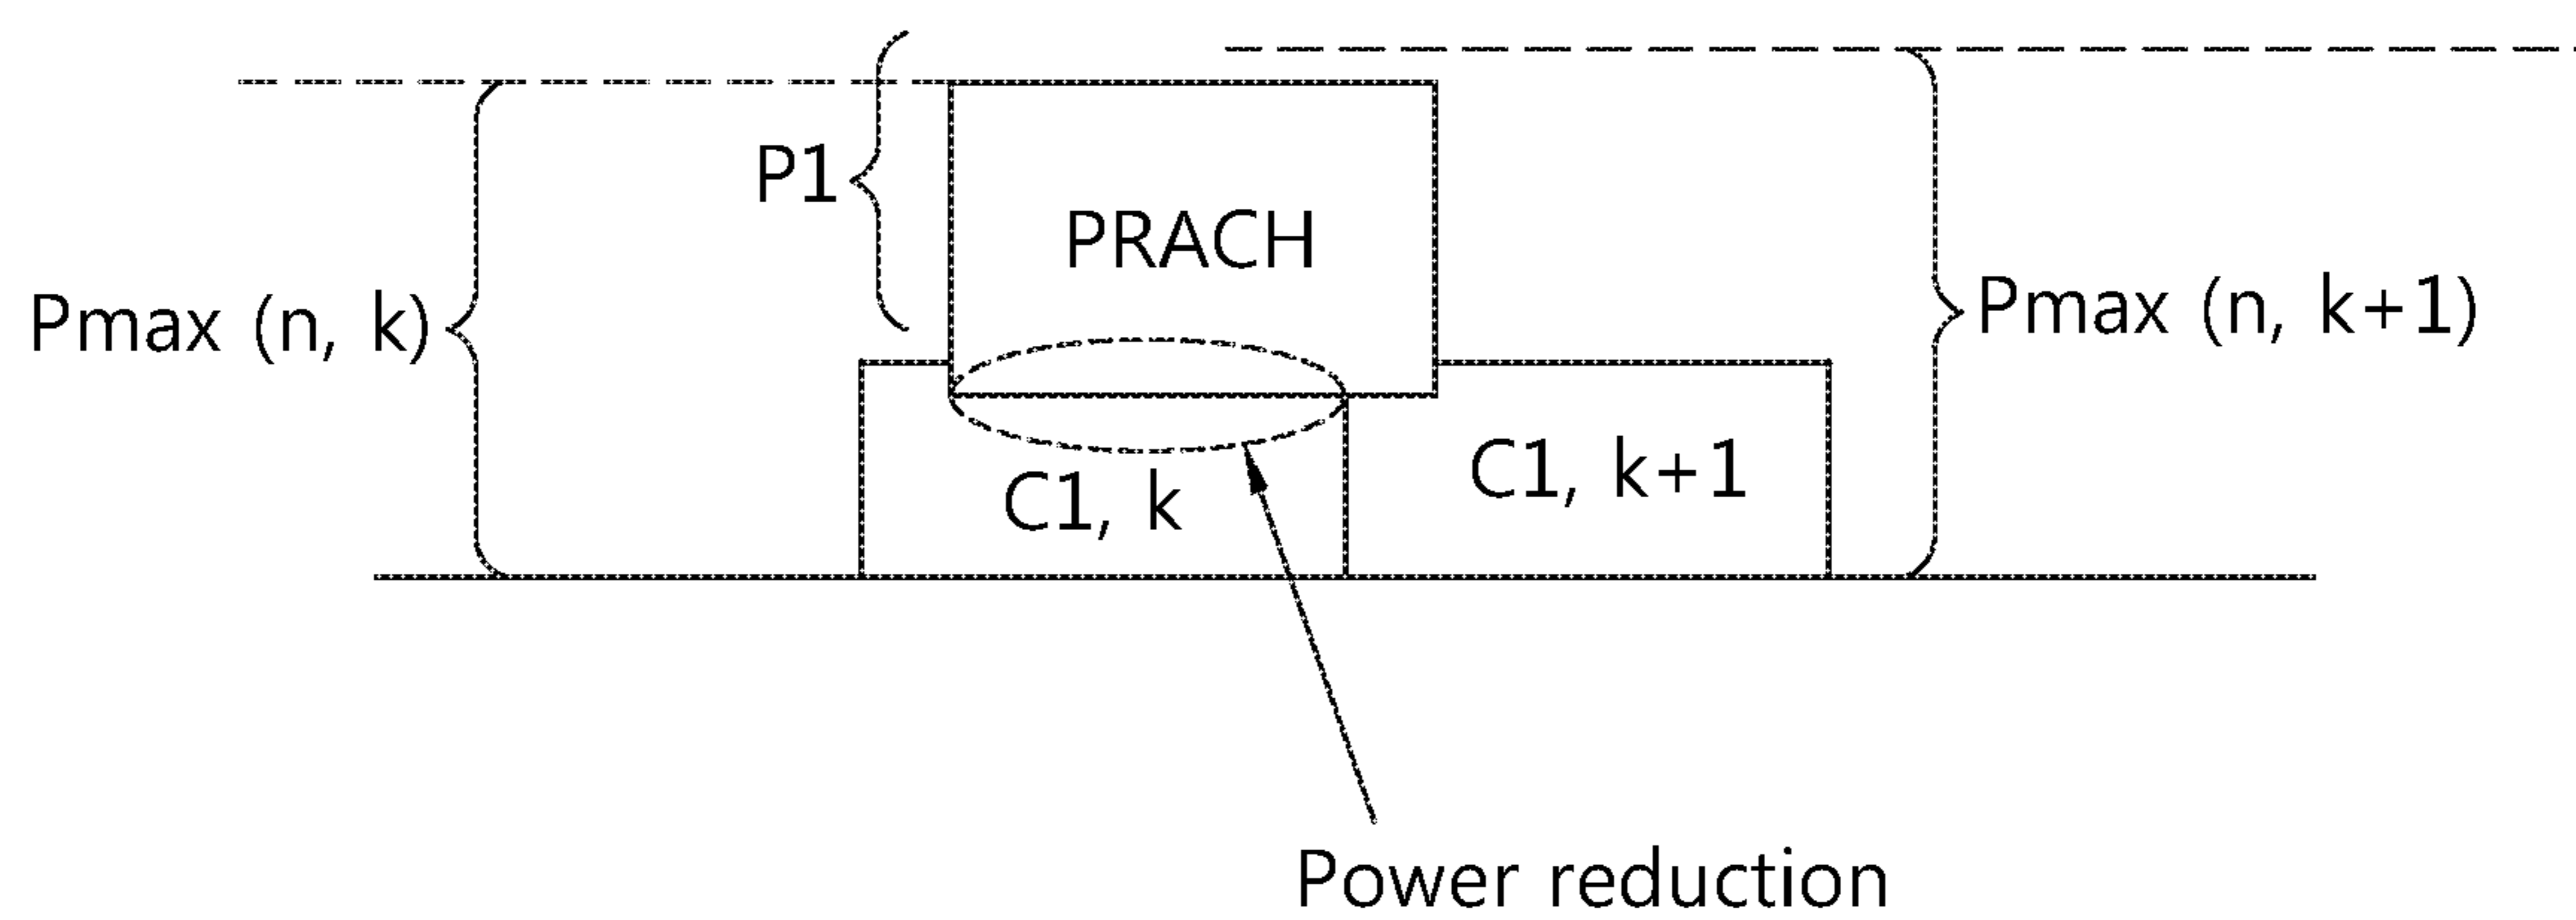 P1
PRACH
Pmax (n, k)
Pmax (n, k+1)
C1, k
C1, k+1
Power reduction